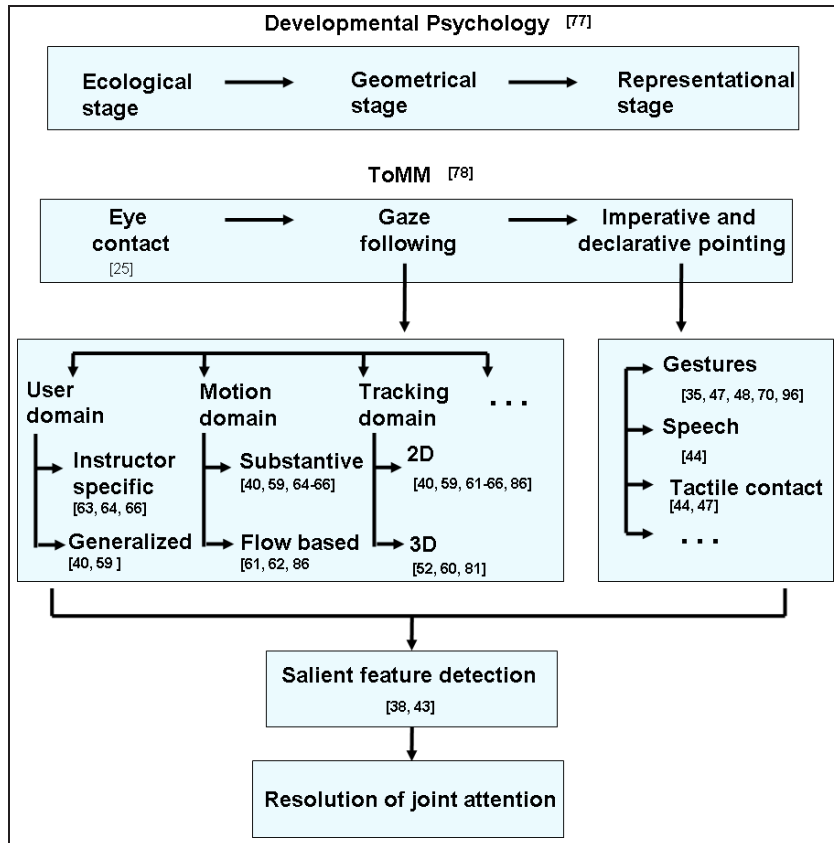 Developmental Psychology [77]
Ecological stage
Geometrical stage
Representational stage
ToMM [78]
Eye contact
[25]
Gaze following
Imperative and declarative pointing
User domain
Instructor specific
[63, 64, 66]
Generalized
[40, 59 ]
Motion domain
Substantive
[40, 59, 64-66]
Flow based
[61, 62, 86
Tracking domain
2D
[40, 59, 61-66, 86]
3D
[52, 60, 81]
. . .
Gestures
[35, 47, 48, 70, 96]
Speech
[44]
Tactile contact
[44, 47]
. . .
Salient feature detection
[38, 43]
Resolution of joint attention